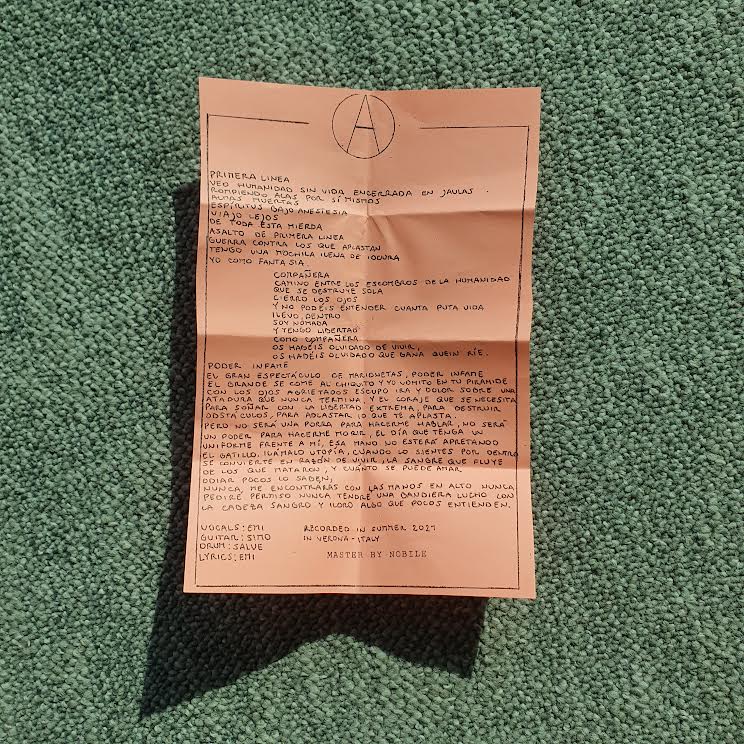 A
PRIMERA LINEA
VEO HUMANIDAD SIN VIDA ENCERRADA EN JAULAS.
ROMPIENDO ALAS POR SÍ MISMOS
ALMAS MUERTAS
ESPÍRITUS BAJO ANESTESIA
VIAJO LEJOS
DE TODA ESTA MIERDA
ASALTO DE PRIMERA LINEA
GUERRA CONTRA LOS QUE APLASTAN
TENGO UNA MOCHILA LLENA DE LOCURA
YO COMO FANTASIA.
COMPAÑERA
CAMINO ENTRE LOS ESCOMBROS DE LA HUMANIDAD
QUE SE DESTRUYE SOLA
CIERRO LOS OJOS
Y NO PODÉIS ENTENDER CUANTA PUTA VIDA
LLEVO DENTRO
SOY NOMADA
Y TENGO LIBERTAD
COMO COMPAÑERA
OS HABÉIS OLVIDADO DE VIVIR,
OS HABÉIS OLVIDADO QUE GANA QUEIN RÍE.
PODER INFAME
EL GRAN ESPECTÁCULO DE MARIONETAS, PODER INFAME
EL GRANDE SE COME AL CHIQUITO Y YO VOMITO EN TU PIRAMIDE
CON LOS OJOS AGRIETADOS ESCUPO IRA Y DOLOR SOBRE UNA
ATADURA QUE NUNCA TERMINA, Y EL CORAJE QUE SE NECESITA
PARA SOÑAR CON LA LIBERTAD EXTREMA, PARA DESTRUIR
OBSTACULOS, PARA APLASTAR LO QUE TE APLASTA.
PERO NO SERÁ UNA PORRA PARA HACERME HABLAR, NO SERÁ
UN PODER PARA HACERME MORIR, EL DÍA QUE TENGA UN
UNIFORME FRENTE A MÍ, ESA MANO NO ESTERÁ APRETANDO
EL GATILLO. LLÁMALO UTOPÍA, CUANDO LO SIENTES POR DENTRO
SE CONVIERTE EN RAZÓN DE VIVIR, LA SANGRE QUE FLUYE
DE LOS QUE MATARON, Y CUÁNTO SE PUEDE AMAR
ODIAR POCOS LO SABEN,
NUNCA, ME ENCONTRARÁS CON LAS MANOS EN ALTO NUNCA
PEDIRÉ PERMISO NUNCA TENDRÉ UNA BANDIERA LUCHO CON
LA CABEZA SANGRO Y LLORO ALGO QUE POCOS ENTIENDEN.
VOCALS: EMI
GUITAR: SIMO
DRUM: SALVE
LYRICS: EMI
RECORDED IN SUMMER 2021
IN VERONA - ITALY
MASTER BY NOBILE